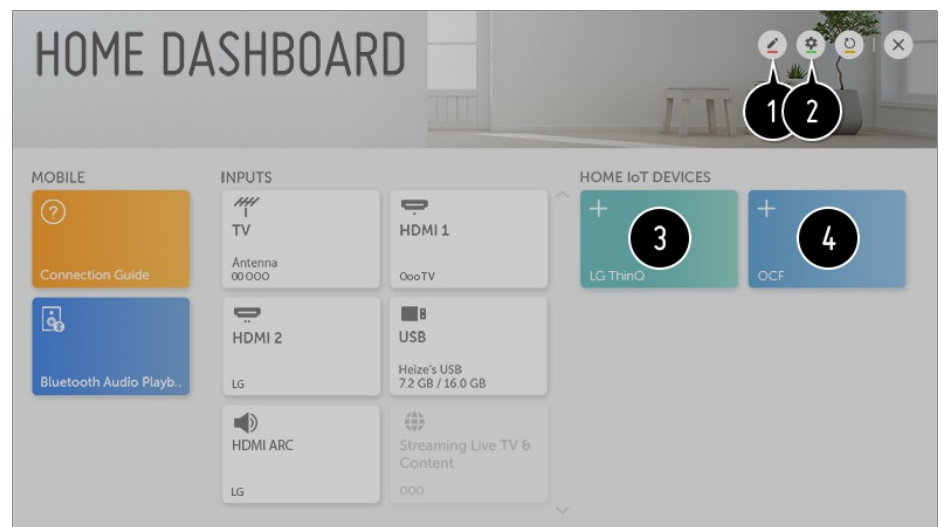 HOME DASHBOARD
1
2
MOBILE
INPUTS
HOME IoT DEVICES
?
Connection Guide
TV
Antenna
00 000
HDMI 1
OooTV
3
LG ThinQ
4
OCF
Bluetooth Audio Playb..
HDMI 2
LG
USB
Heize's USB
7.2 GB / 16.0 GB
HDMI ARC
LG
Streaming Live TV &
Content
000